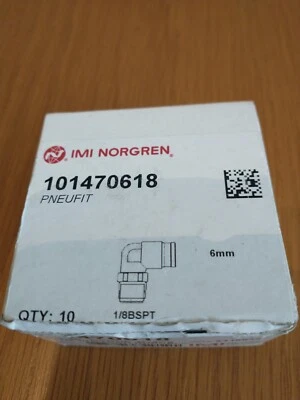 IMI NORGREN®
101470618
PNEUFIT
6mm
QTY: 10
1/8BSPT